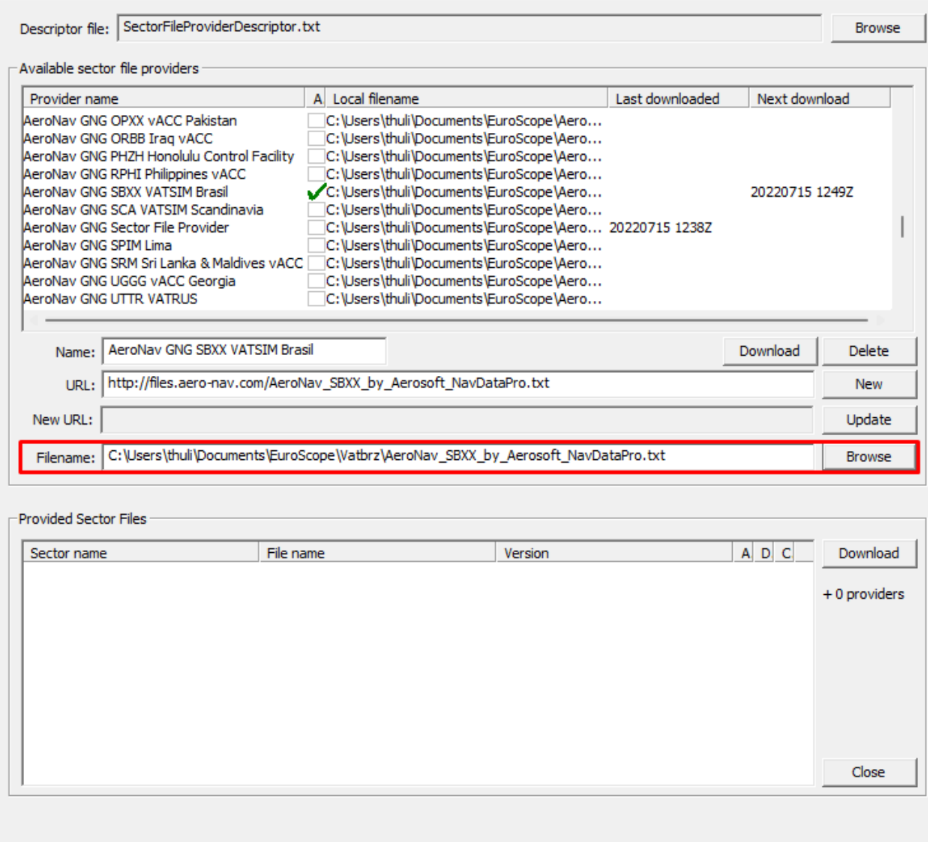 Descriptor file: SectorFileProviderDescriptor.txt Browse
Available sector file providers
Provider name A Local filename Last downloaded Next download
AeroNav GNG OPXX vACC Pakistan C:\Users\thuli\Documents\EuroScope\Aero...
AeroNav GNG ORBB Iraq vACC C:\Users\thuli\Documents\EuroScope\Aero...
AeroNav GNG PHZH Honolulu Control Facility C:\Users\thuli\Documents\EuroScope\Aero...
AeroNav GNG RPHI Philippines vACC C:\Users\thuli\Documents\EuroScope\Aero...
AeroNav GNG SBXX VATSIM Brasil C:\Users\thuli\Documents\EuroScope\Aero... 20220715 1249Z
AeroNav GNG SCA VATSIM Scandinavia C:\Users\thuli\Documents\EuroScope\Aero...
AeroNav GNG Sector File Provider C:\Users\thuli\Documents\EuroScope\Aero... 20220715 1238Z
AeroNav GNG SPIM Lima C:\Users\thuli\Documents\EuroScope\Aero...
AeroNav GNG SRM Sri Lanka & Maldives vACC C:\Users\thuli\Documents\EuroScope\Aero...
AeroNav GNG UGGG vACC Georgia C:\Users\thuli\Documents\EuroScope\Aero...
AeroNav GNG UTTR VATRUS C:\Users\thuli\Documents\EuroScope\Aero...
Name: AeroNav GNG SBXX VATSIM Brasil Download Delete
URL: http://files.aero-nav.com/AeroNav_SBXX_by_Aerosoft_NavDataPro.txt New
New URL: Update
Filename: C:\Users\thuli\Documents\EuroScope\Vatbrz\AeroNav_SBXX_by_Aerosoft_NavDataPro.txt Browse
Provided Sector Files
Sector name File name Version A D C Download
+ 0 providers
Close